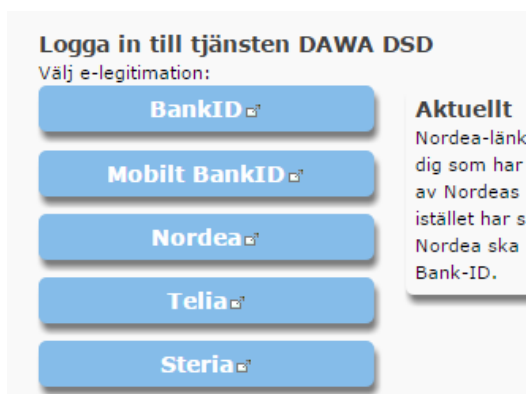 Logga in till tjänsten DAWA DSD
Välj e-legitimation:
BankID
Mobilt BankID
Nordea
Telia
Steria
Aktuellt
Nordea-länk
dig som har
av Nordeas
istället har s
Nordea ska
Bank-ID.